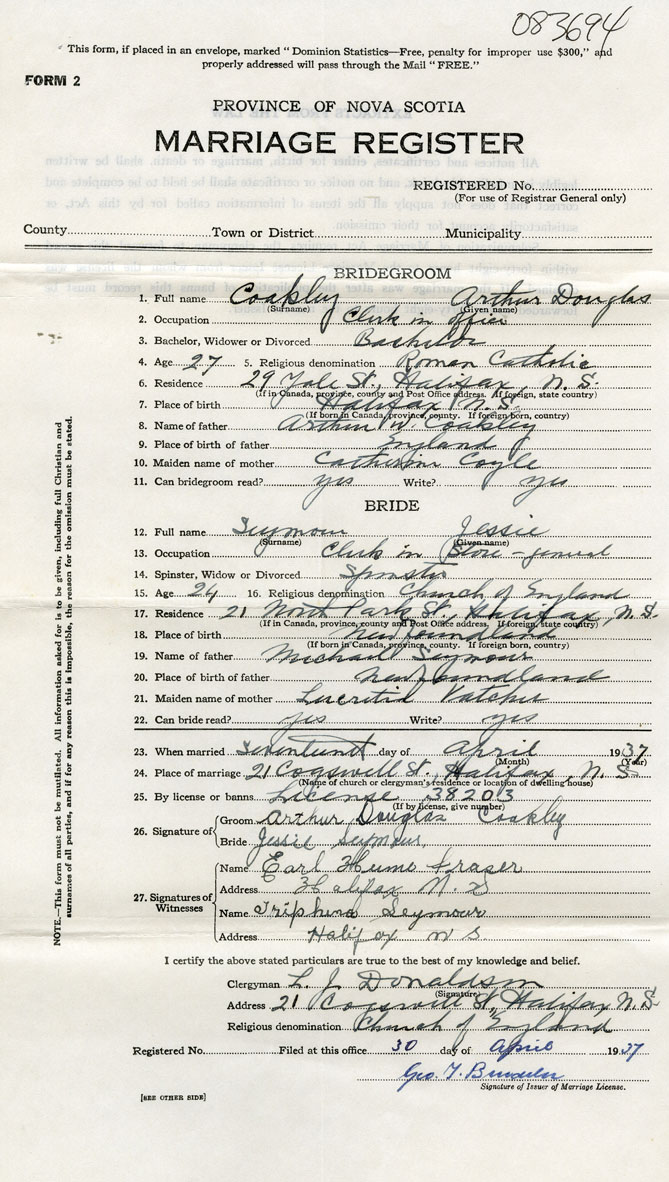 083694
This form, if placed in an envelope, marked "Dominion Statistics—Free, penalty for improper use $300," and
properly addressed will pass through the Mail "FREE."
FORM 2
PROVINCE OF NOVA SCOTIA
MARRIAGE REGISTER
REGISTERED No.
(For use of Registrar General only)
County Town or District Municipality
BRIDEGROOM
1. Full name Coakley Arthur Douglas
(Surname) (Given name)
2. Occupation Clerk in office
3. Bachelor, Widower or Divorced Bachelor
4. Age 27 5. Religious denomination Roman Catholic
6. Residence 29 Yale St., Halifax, N.S.
(If in Canada, province, county and Post Office address. If foreign, state country)
7. Place of birth Halifax N.S.
(If born in Canada, province, county. If foreign born, country)
8. Name of father Arthur W. Coakley
9. Place of birth of father England
10. Maiden name of mother Catherine Coyle
11. Can bridegroom read? yes Write? yes
BRIDE
12. Full name Seymour Jessie
(Surname) (Given name)
13. Occupation Clerk in Store - general
14. Spinster, Widow or Divorced Spinster
15. Age 24 16. Religious denomination Church of England
17. Residence 21 North Park St., Halifax, N.S.
(If in Canada, province, county and Post Office address. If foreign, state country)
18. Place of birth Newfoundland
(If born in Canada, province, county. If foreign born, country)
19. Name of father Michael Seymour
20. Place of birth of father Newfoundland
21. Maiden name of mother Lucretia Vatcher
22. Can bride read? yes Write? yes
23. When married Seventeenth day of April 1937
(Month) (Year)
24. Place of marriage 21 Cogswell St., Halifax, N.S.
(Name of church or clergyman's residence or location of dwelling house)
25. By license or banns License 38203
(If by license, give number)
26. Signature of Groom Arthur Douglas Coakley
Bride Jessie Seymour.
27. Signatures of Witnesses
Name Earl Hume Fraser
Address Halifax N.S
Name Triphena Seymour
Address Halifax N S
I certify the above stated particulars are true to the best of my knowledge and belief.
Clergyman L. J. Donaldson
(Signature)
Address 21 Cogswell St., Halifax N.S.
Religious denomination Church of England
Registered No. Filed at this office 30 day of April 1937
Geo. T.
Signature of Issuer of Marriage License.
[SEE OTHER SIDE]
NOTE.—This form must not be mutilated. All information asked for is to be given, including full Christian and
surnames of all parties, and if for any reason this is impossible, the reason for the omission must be stated.